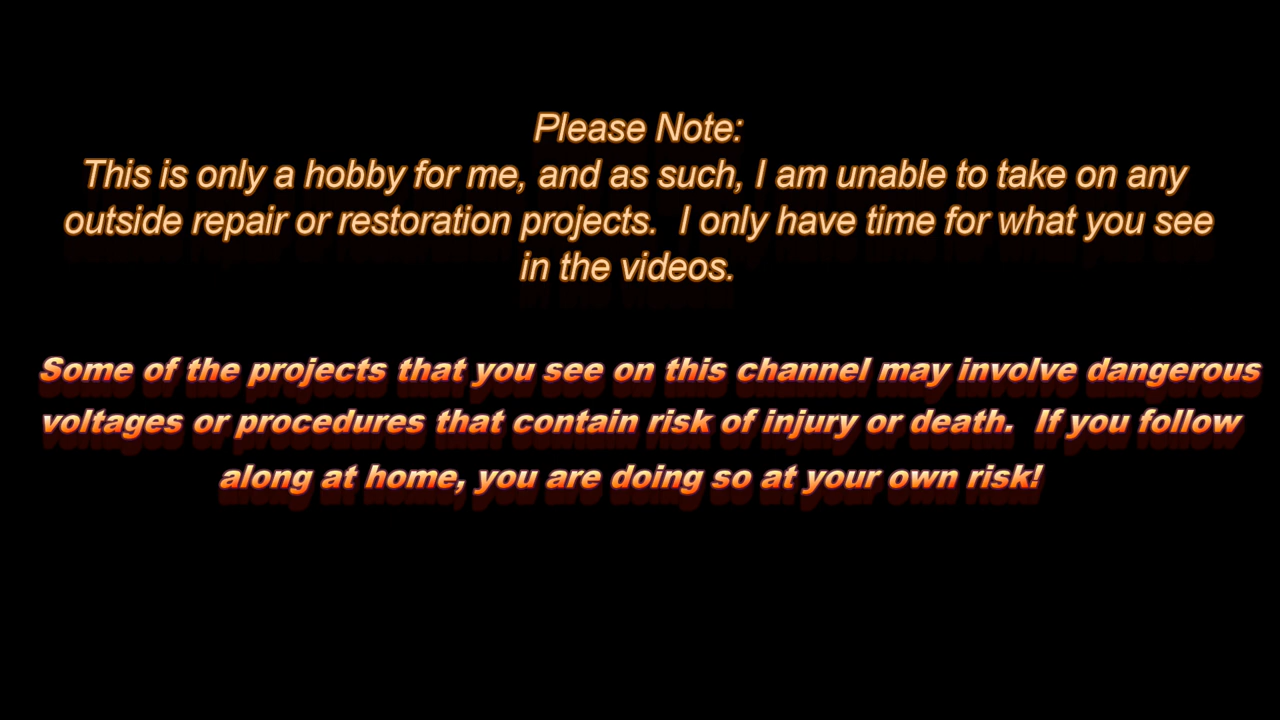 Please Note:
This is only a hobby for me, and as such, I am unable to take on any
outside repair or restoration projects.  I only have time for what you see
in the videos.
Some of the projects that you see on this channel may involve dangerous
voltages or procedures that contain risk of injury or death.  If you follow
along at home, you are doing so at your own risk!